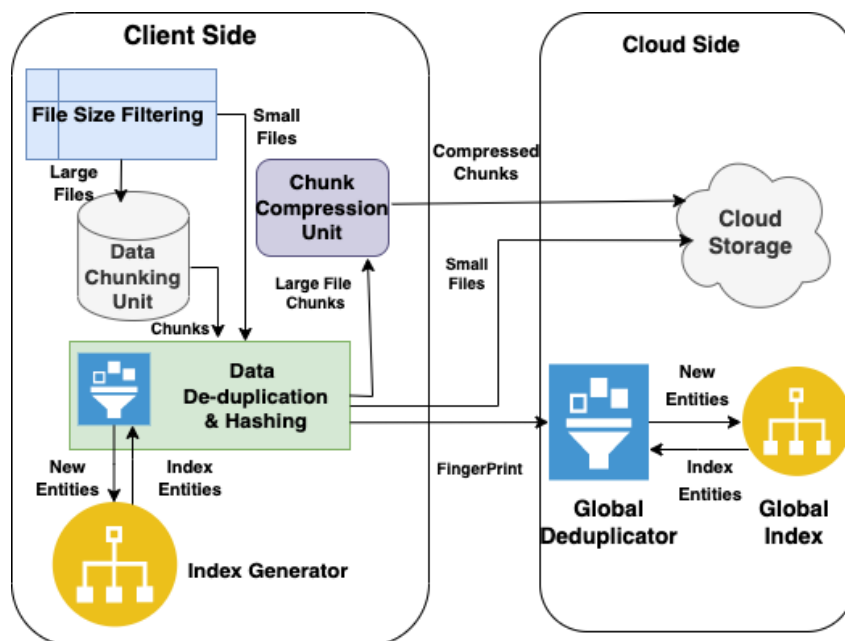 Client Side
Cloud Side
File Size Filtering
Small
Files
Large
Files
Compressed
Chunks
Chunk
Compression
Unit
Cloud
Storage
Data
Chunking
Unit
Small
Files
Large File
Chunks
Chunks
Data
De-duplication
& Hashing
New
Entities
FingerPrint
Index
Entities
New
Entities
Index
Entities
Global
Deduplicator
Global
Index
Index Generator